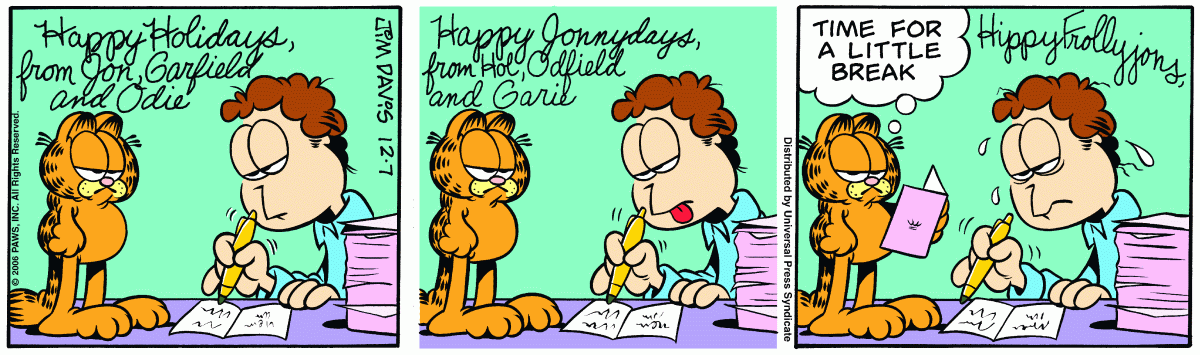 Happy Holidays,
from Jon, Garfield
and Odie
JIM DAVIS 12-7
© 2006 PAWS, INC. All Rights Reserved.
Happy Jonnydays,
from Hol, Odfield
and Garie
TIME FOR
A LITTLE
BREAK
HippyFrollyjons,
Distributed by Universal Press Syndicate